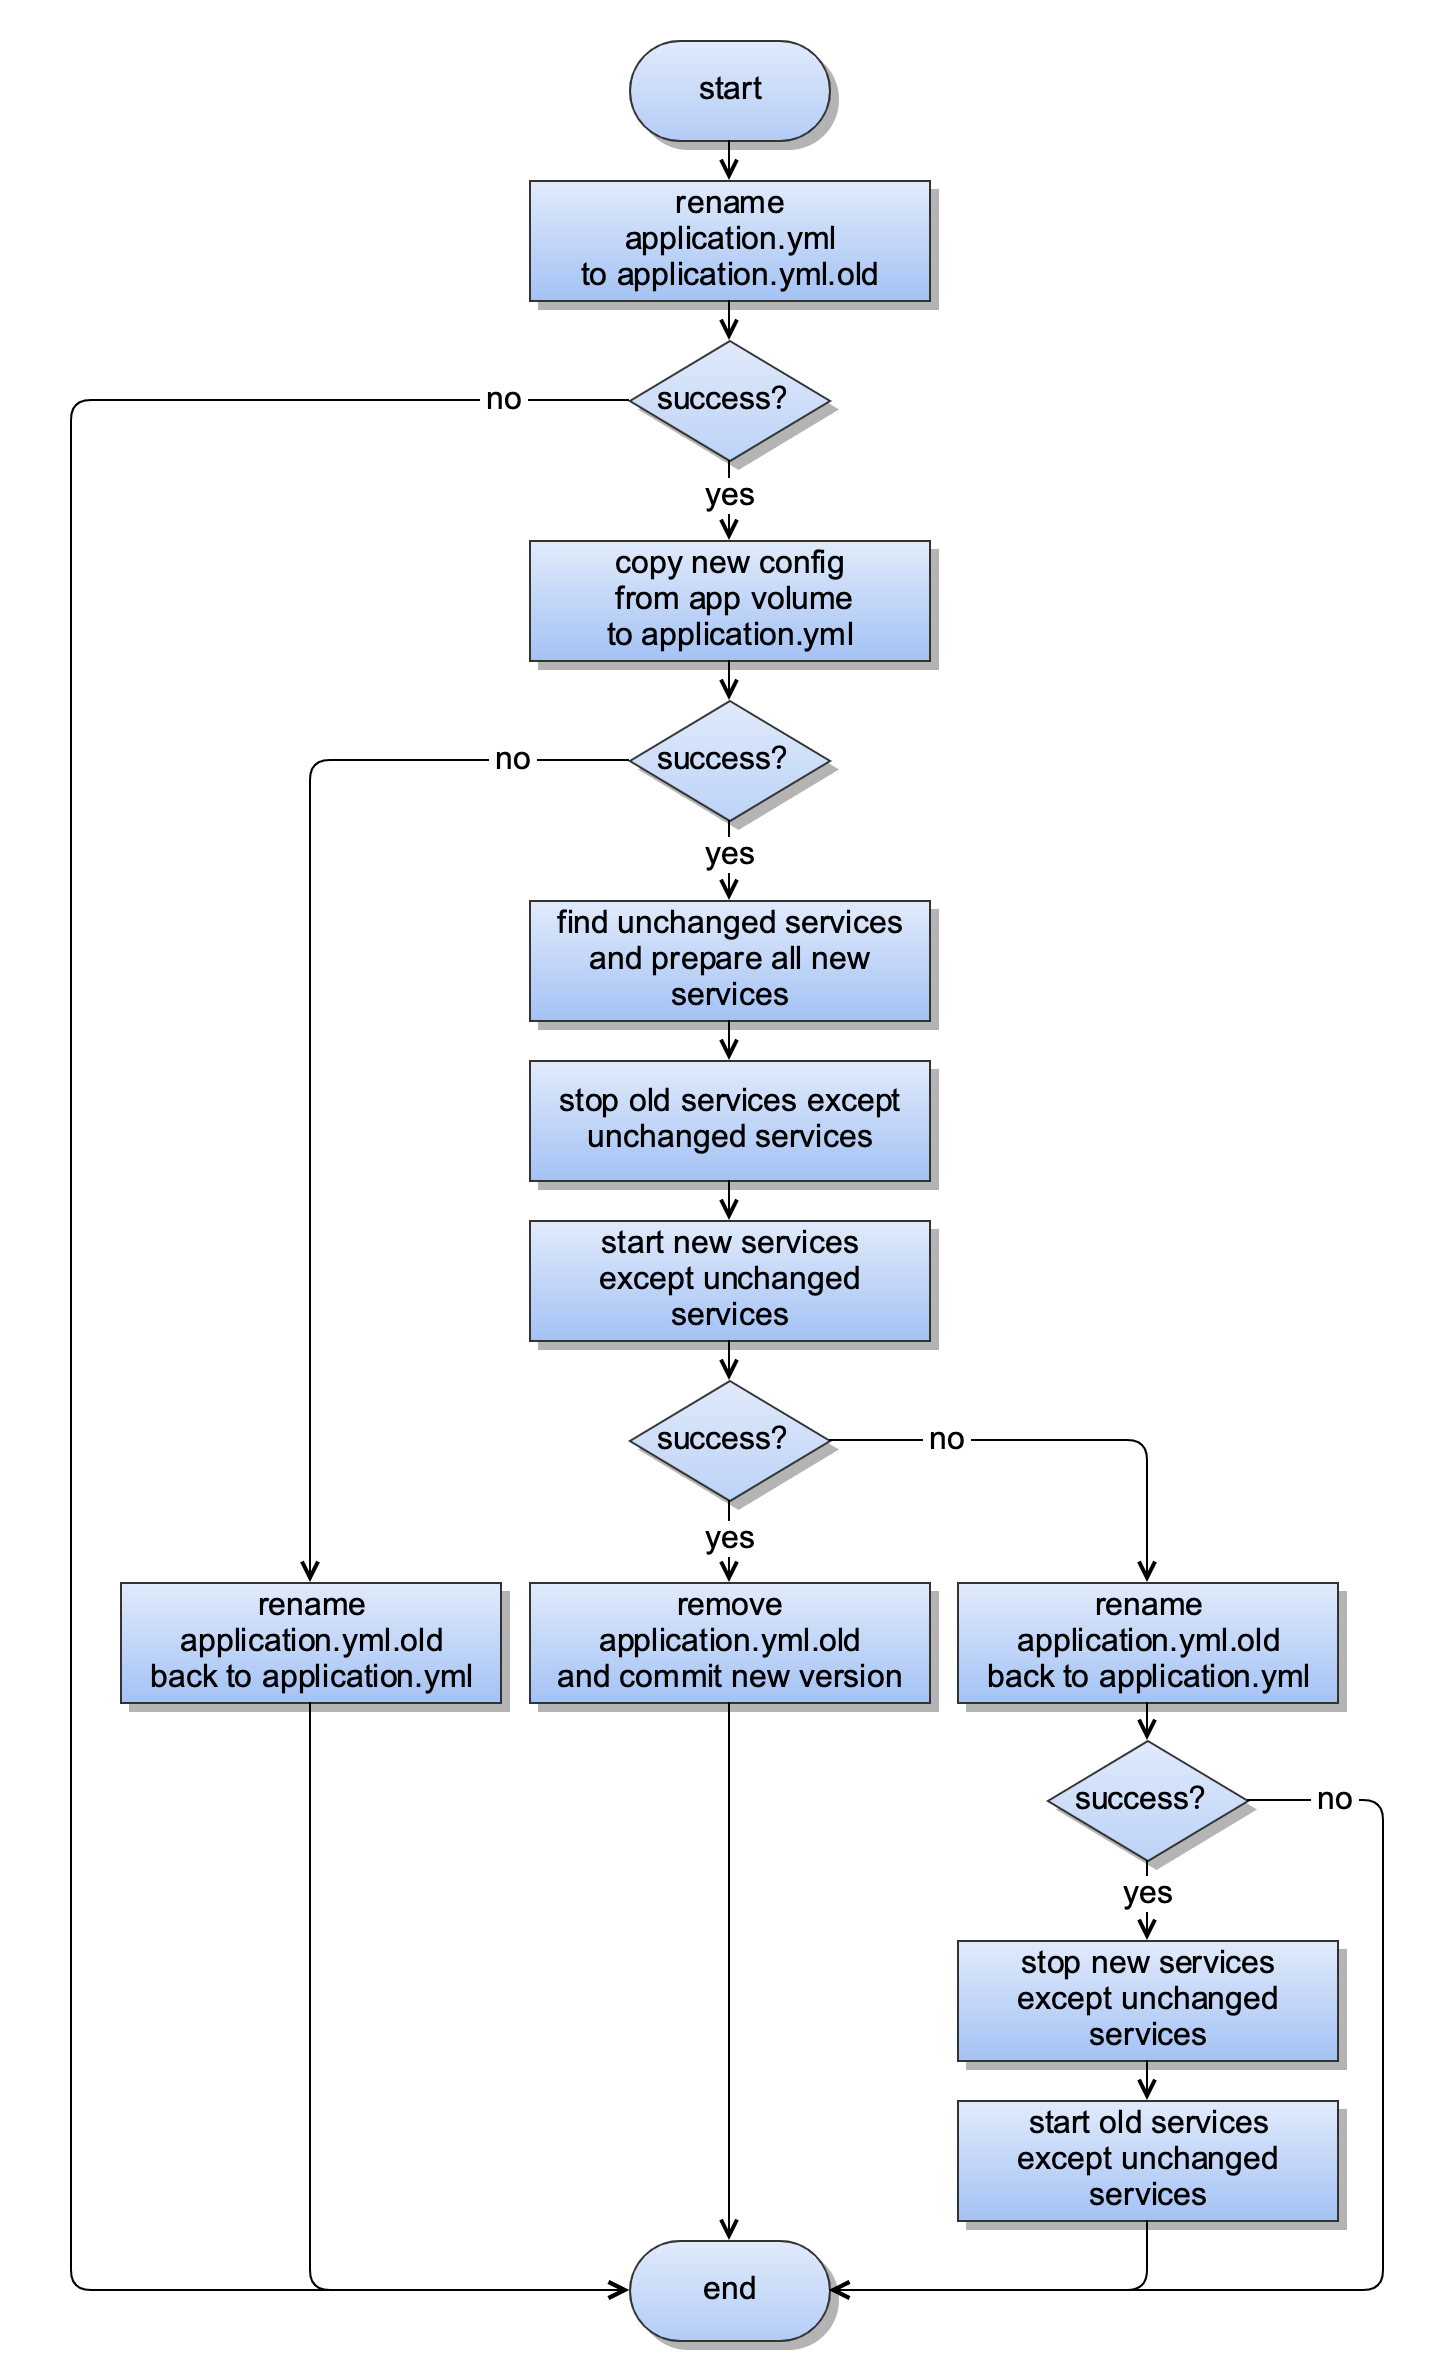 start
rename
application.yml
to application.yml.old
success?
no
yes
copy new config
from app volume
to application.yml
success?
no
yes
find unchanged services
and prepare all new
services
stop old services except
unchanged services
start new services
except unchanged
services
success?
no
yes
rename
application.yml.old
back to application.yml
remove
application.yml.old
and commit new version
rename
application.yml.old
back to application.yml
success?
no
yes
stop new services
except unchanged
services
start old services
except unchanged
services
end